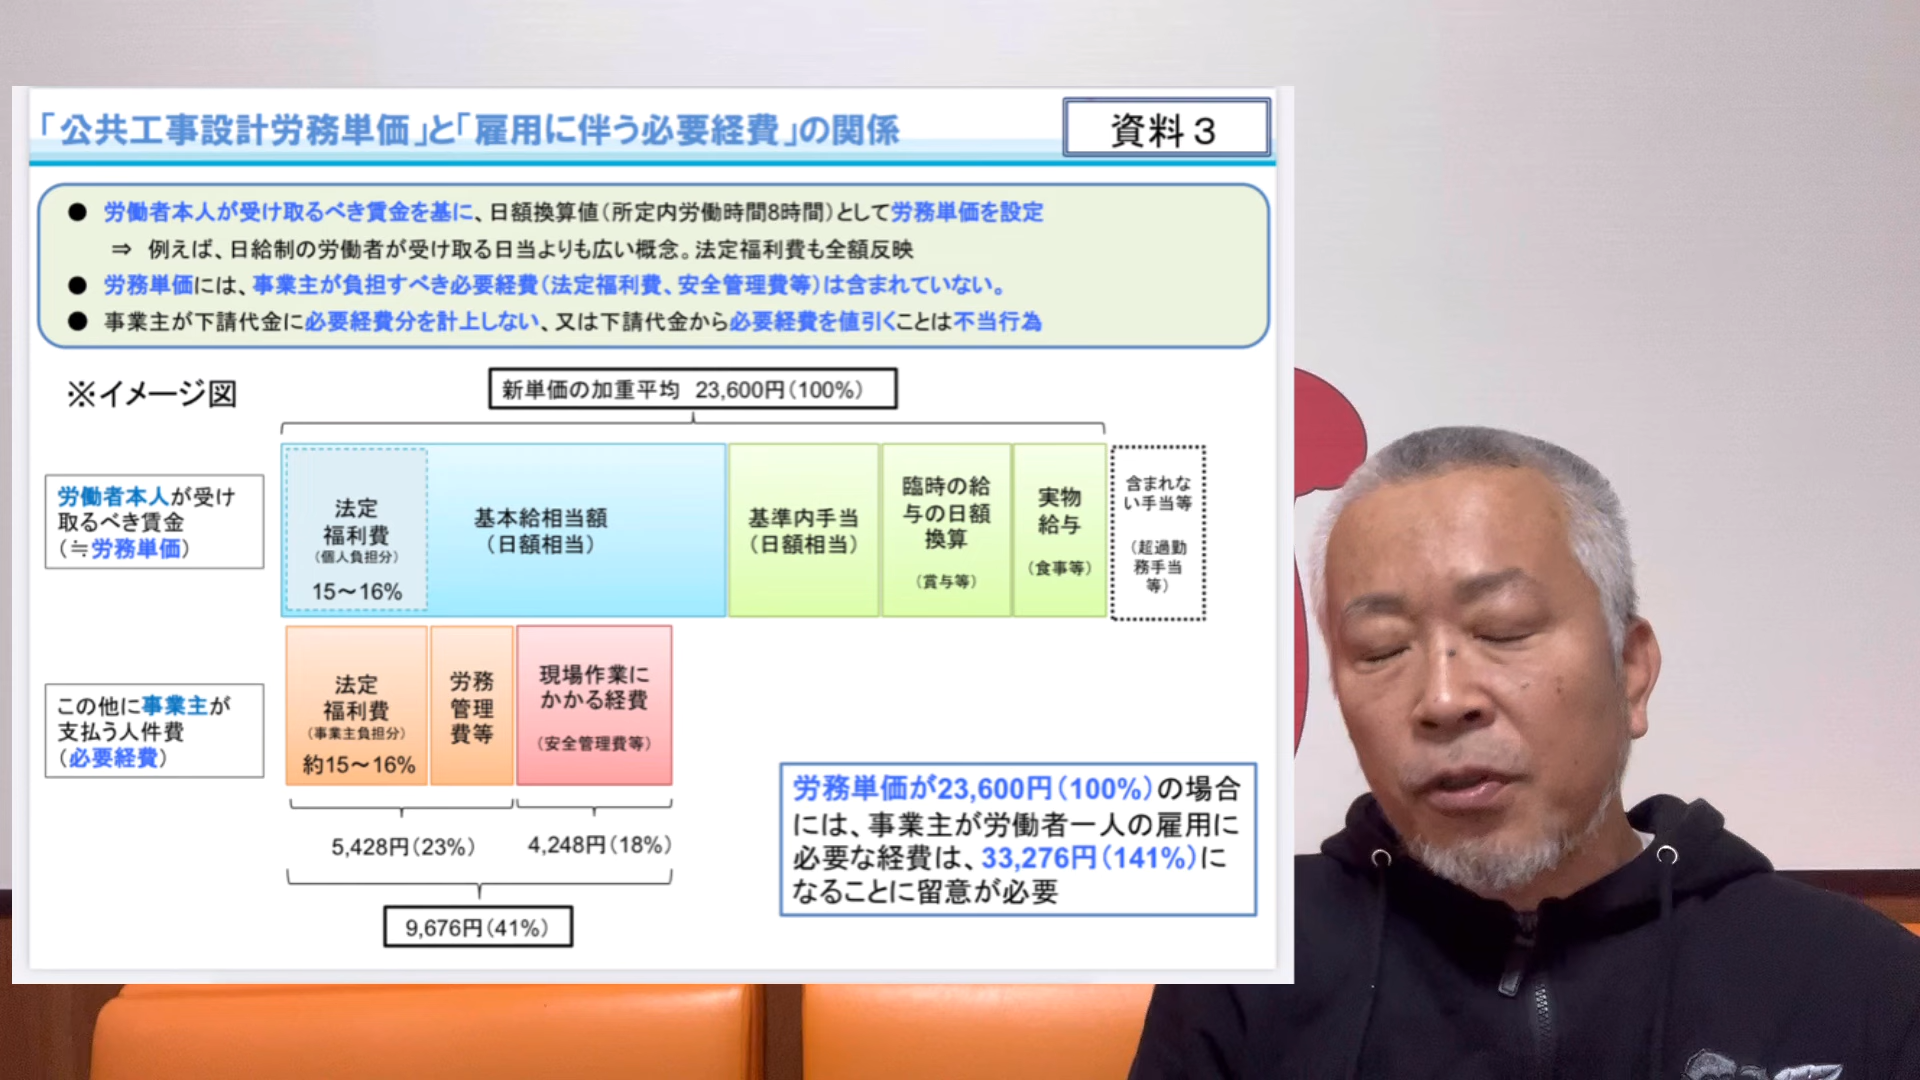 「公共工事設計労務単価」と「雇用に伴う必要経費」の関係
資料３
● 労働者本人が受け取るべき賃金を基に、日額換算値(所定内労働時間8時間)として労務単価を設定
⇒ 例えば、日給制の労働者が受け取る日当よりも広い概念。法定福利費も全額反映
● 労務単価には、事業主が負担すべき必要経費(法定福利費、安全管理費等)は含まれていない。
● 事業主が下請代金に必要経費分を計上しない、又は下請代金から必要経費を値引くことは不当行為
※イメージ図
新単価の加重平均 23,600円(100%)
労働者本人が受け
取るべき賃金
(≒労務単価)
法定
福利費
(個人負担分)
15～16%
基本給相当額
(日額相当)
基準内手当
(日額相当)
臨時の給
与の日額
換算
(賞与等)
実物
給与
(食事等)
含まれな
い手当等
(超過勤
務手当
等)
この他に事業主が
支払う人件費
(必要経費)
法定
福利費
(事業主負担分)
約15～16%
労務
管理
費等
現場作業に
かかる経費
(安全管理費等)
5,428円(23%)
4,248円(18%)
9,676円(41%)
労務単価が23,600円(100%)の場合
には、事業主が労働者一人の雇用に
必要な経費は、33,276円(141%)に
なることに留意が必要